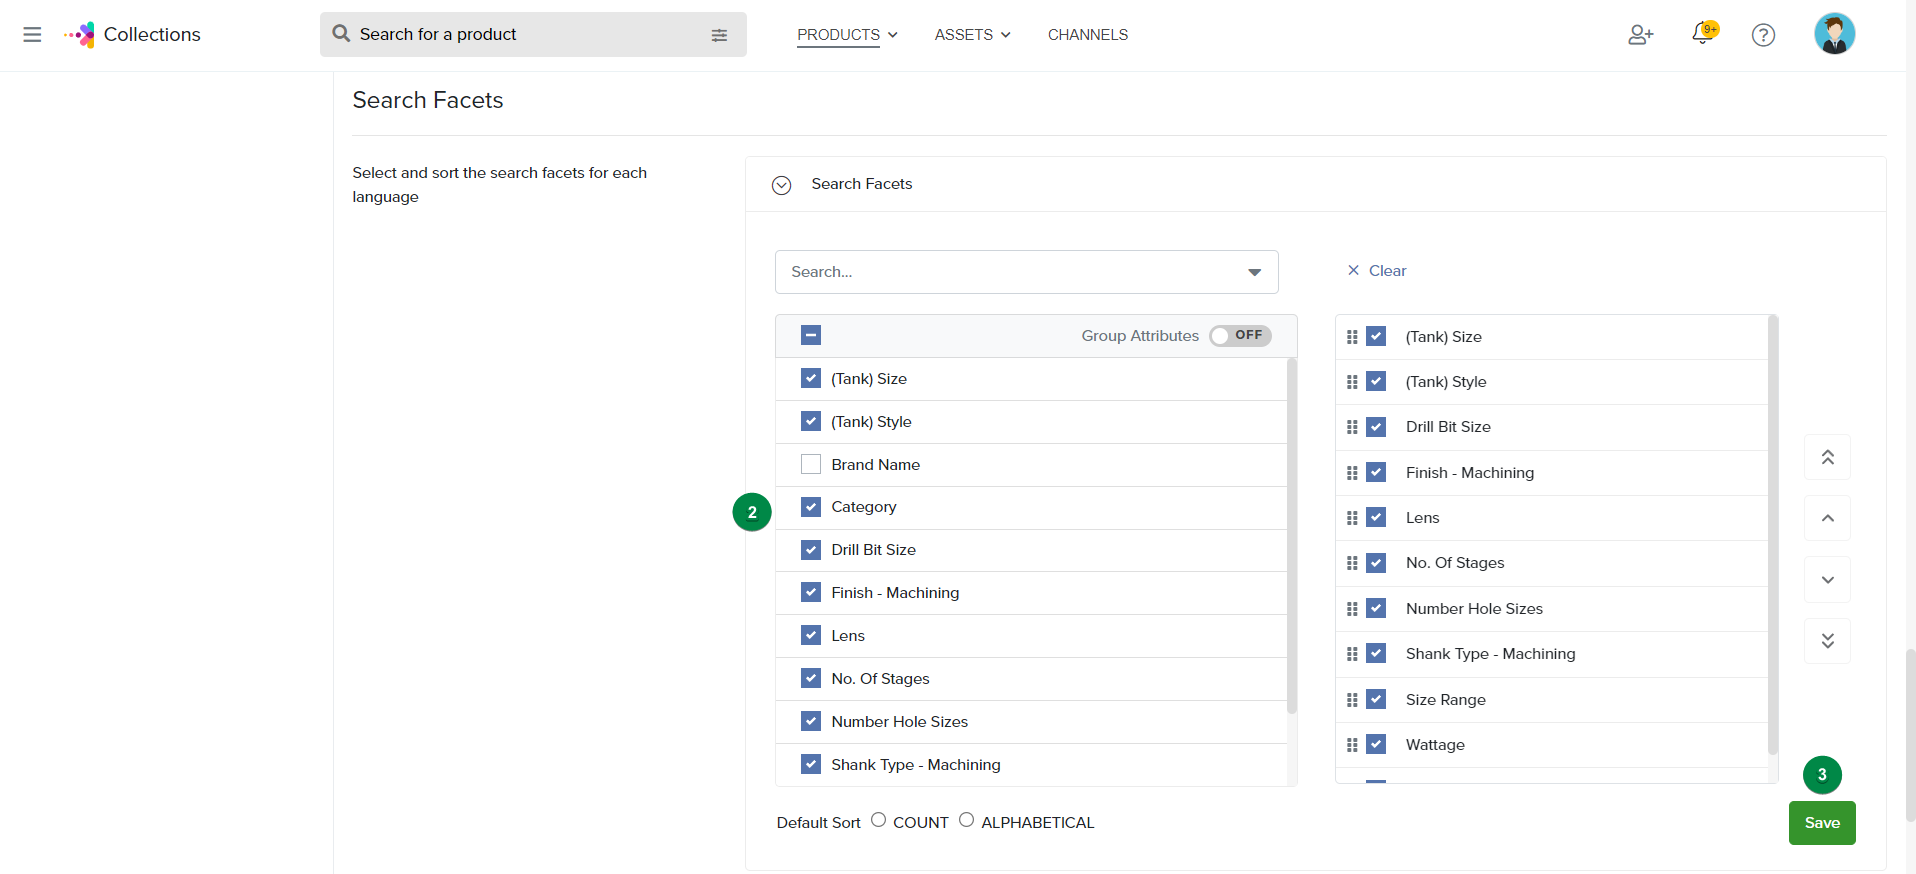 Collections
Search for a product
PRODUCTS
ASSETS
CHANNELS
9+
?
Search Facets
Select and sort the search facets for each
language
Search Facets
Search...
Clear
Group Attributes OFF
(Tank) Size
(Tank) Style
Brand Name
2
Category
Drill Bit Size
Finish - Machining
Lens
No. Of Stages
Number Hole Sizes
Shank Type - Machining
(Tank) Size
(Tank) Style
Drill Bit Size
Finish - Machining
Lens
No. Of Stages
Number Hole Sizes
Shank Type - Machining
Size Range
Wattage
Default Sort COUNT ALPHABETICAL
3
Save